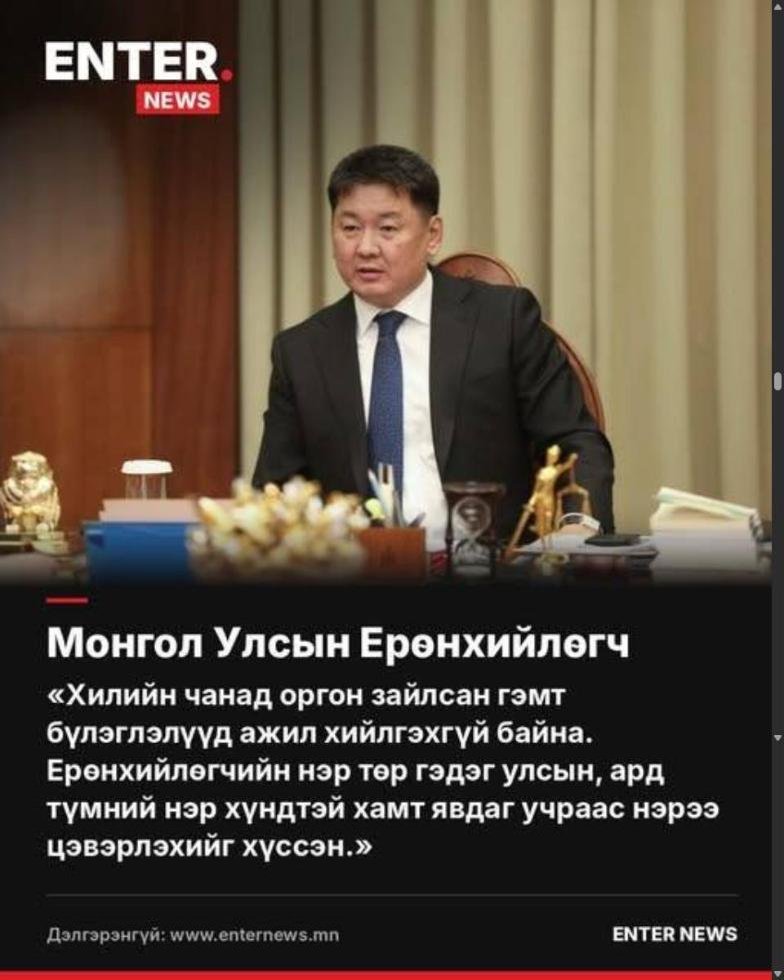 ENTER.
NEWS
Монгол Улсын Ерөнхийлөгч
«Хилийн чанад оргон зайлсан гэмт
бүлэглэлүүд ажил хийлгэхгүй байна.
Ерөнхийлөгчийн нэр төр гэдэг улсын, ард
түмний нэр хүндтэй хамт явдаг учраас нэрээ
цэвэрлэхийг хүссэн.»
Дэлгэрэнгүй: www.enternews.mn
ENTER NEWS